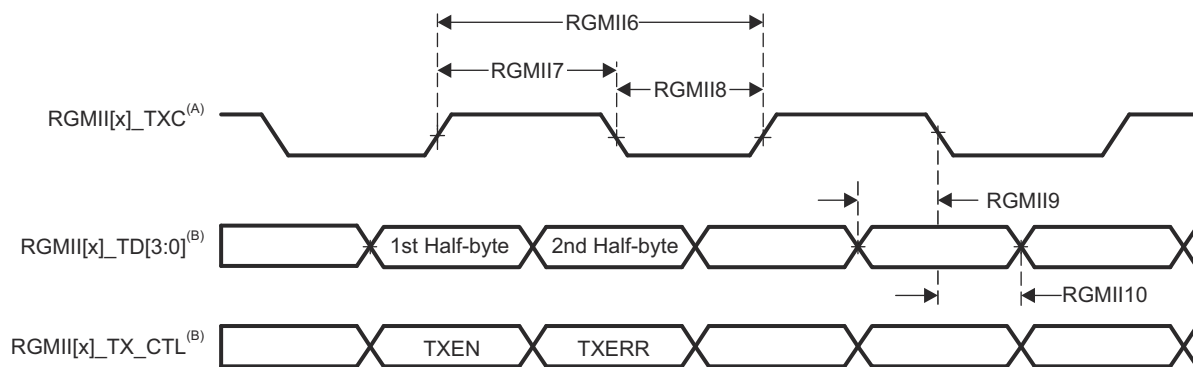 RGMII6
RGMII7
RGMII8
RGMII[x]_TXC(A)
RGMII9
RGMII[x]_TD[3:0](B)
1st Half-byte
2nd Half-byte
RGMII10
RGMII[x]_TX_CTL(B)
TXEN
TXERR